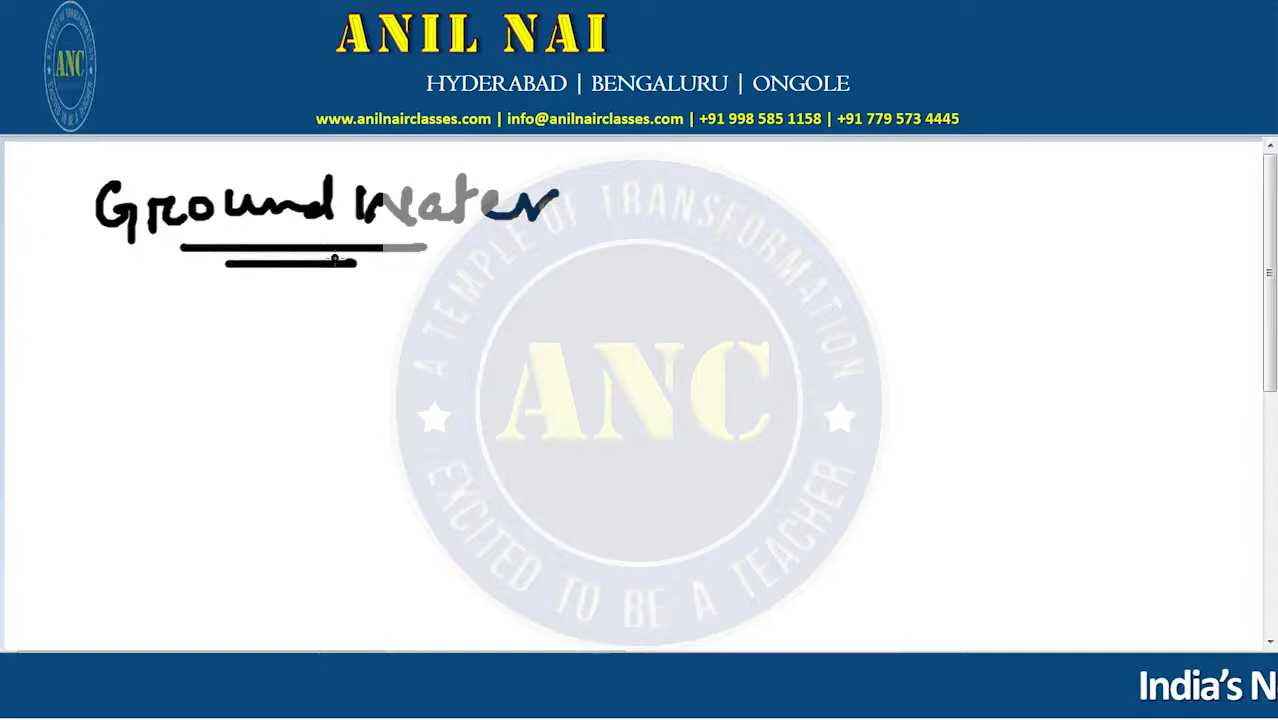 ANIL NAI
HYDERABAD | BENGALURU | ONGOLE
www.anilnairclasses.com | info@anilnairclasses.com | +91 998 585 1158 | +91 779 573 4445
ANC
Ground Water
A TEMPLE OF TRANSFORMATION
ANC
EXCITED TO BE A TEACHER
India's N